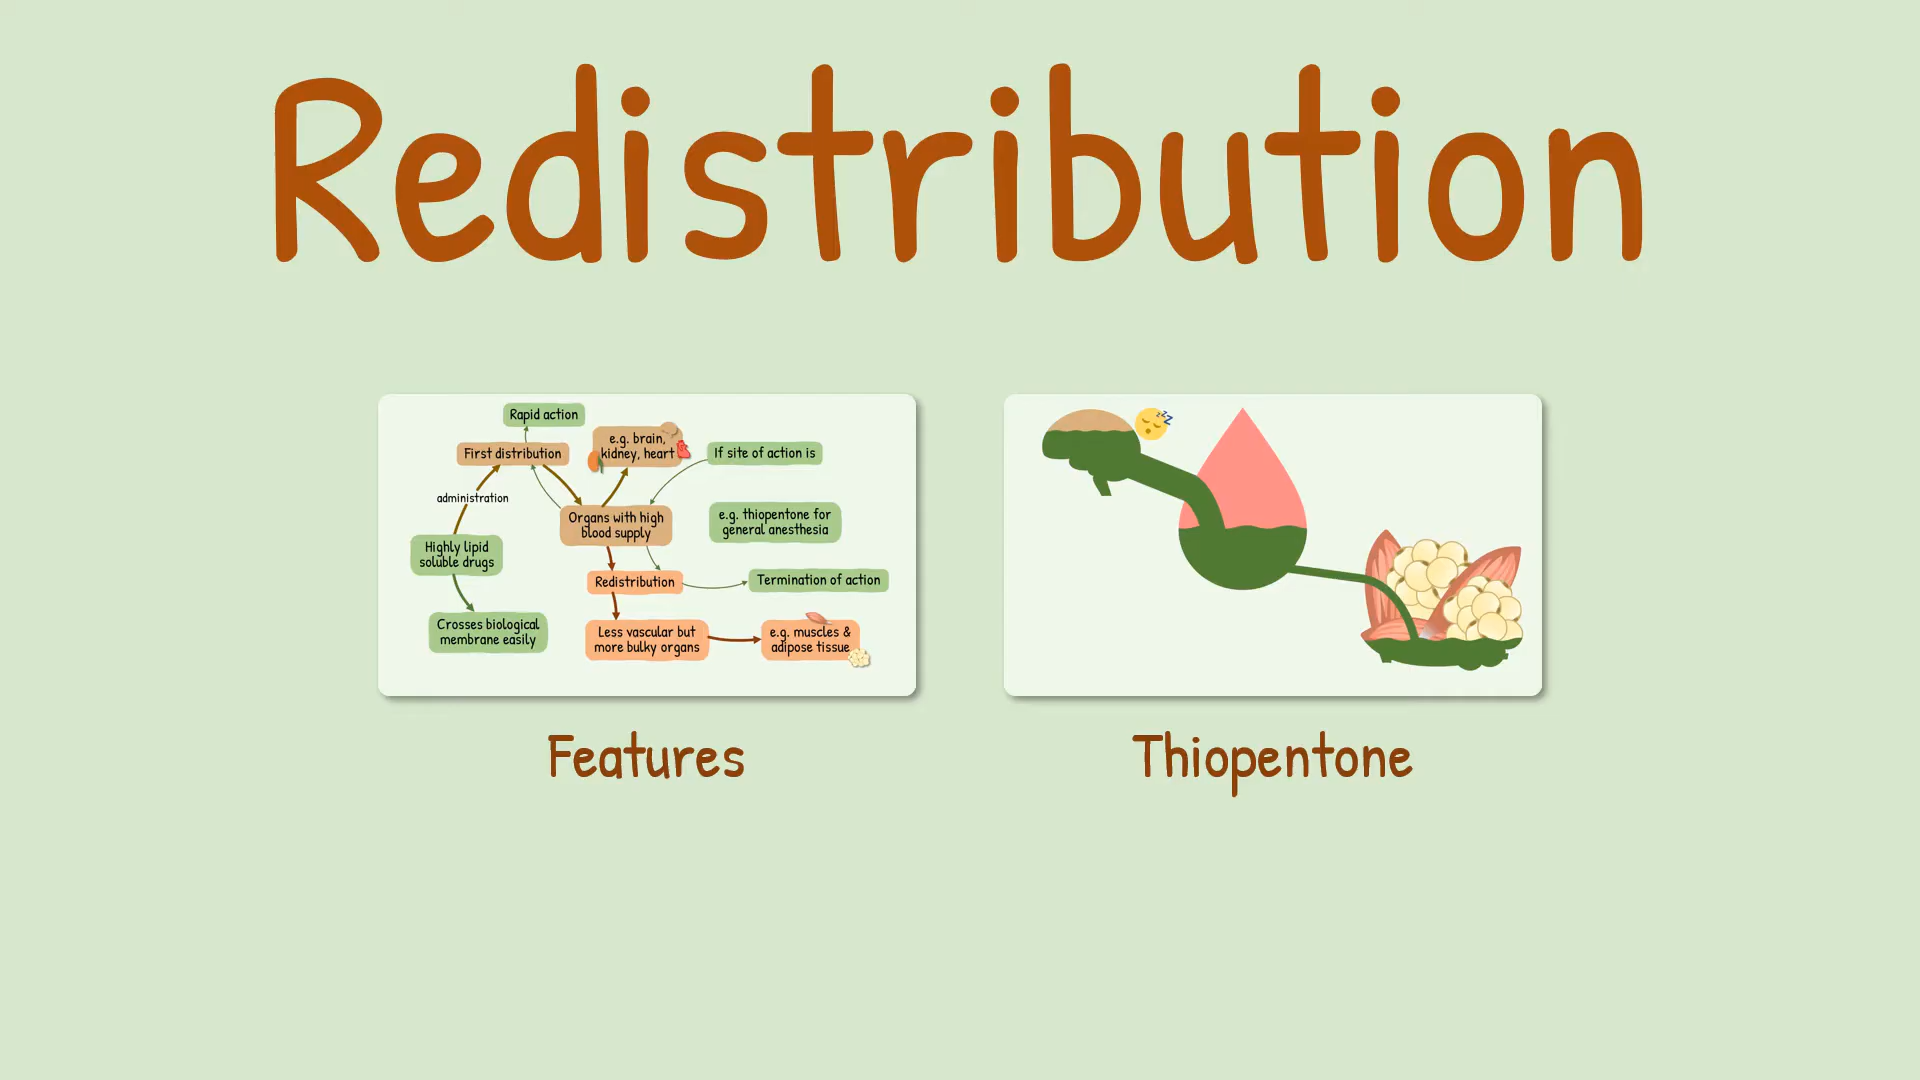 Redistribution
Rapid action
First distribution
e.g. brain,
kidney, heart
If site of action is
administration
Organs with high
blood supply
e.g. thiopentone for
general anesthesia
Highly lipid
soluble drugs
Redistribution
Termination of action
Crosses biological
membrane easily
Less vascular but
more bulky organs
e.g. muscles &
adipose tissue
zzZ
Features
Thiopentone